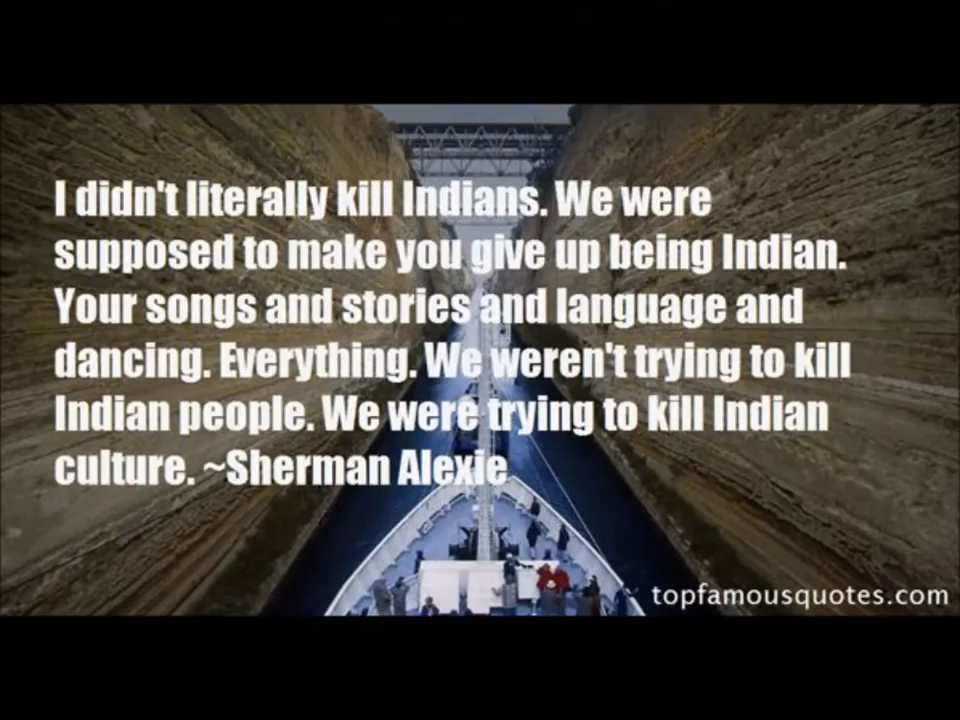 I didn't literally kill Indians. We were
supposed to make you give up being Indian.
Your songs and stories and language and
dancing. Everything. We weren't trying to kill
Indian people. We were trying to kill Indian
culture. ~Sherman Alexie
topfamousquotes.com